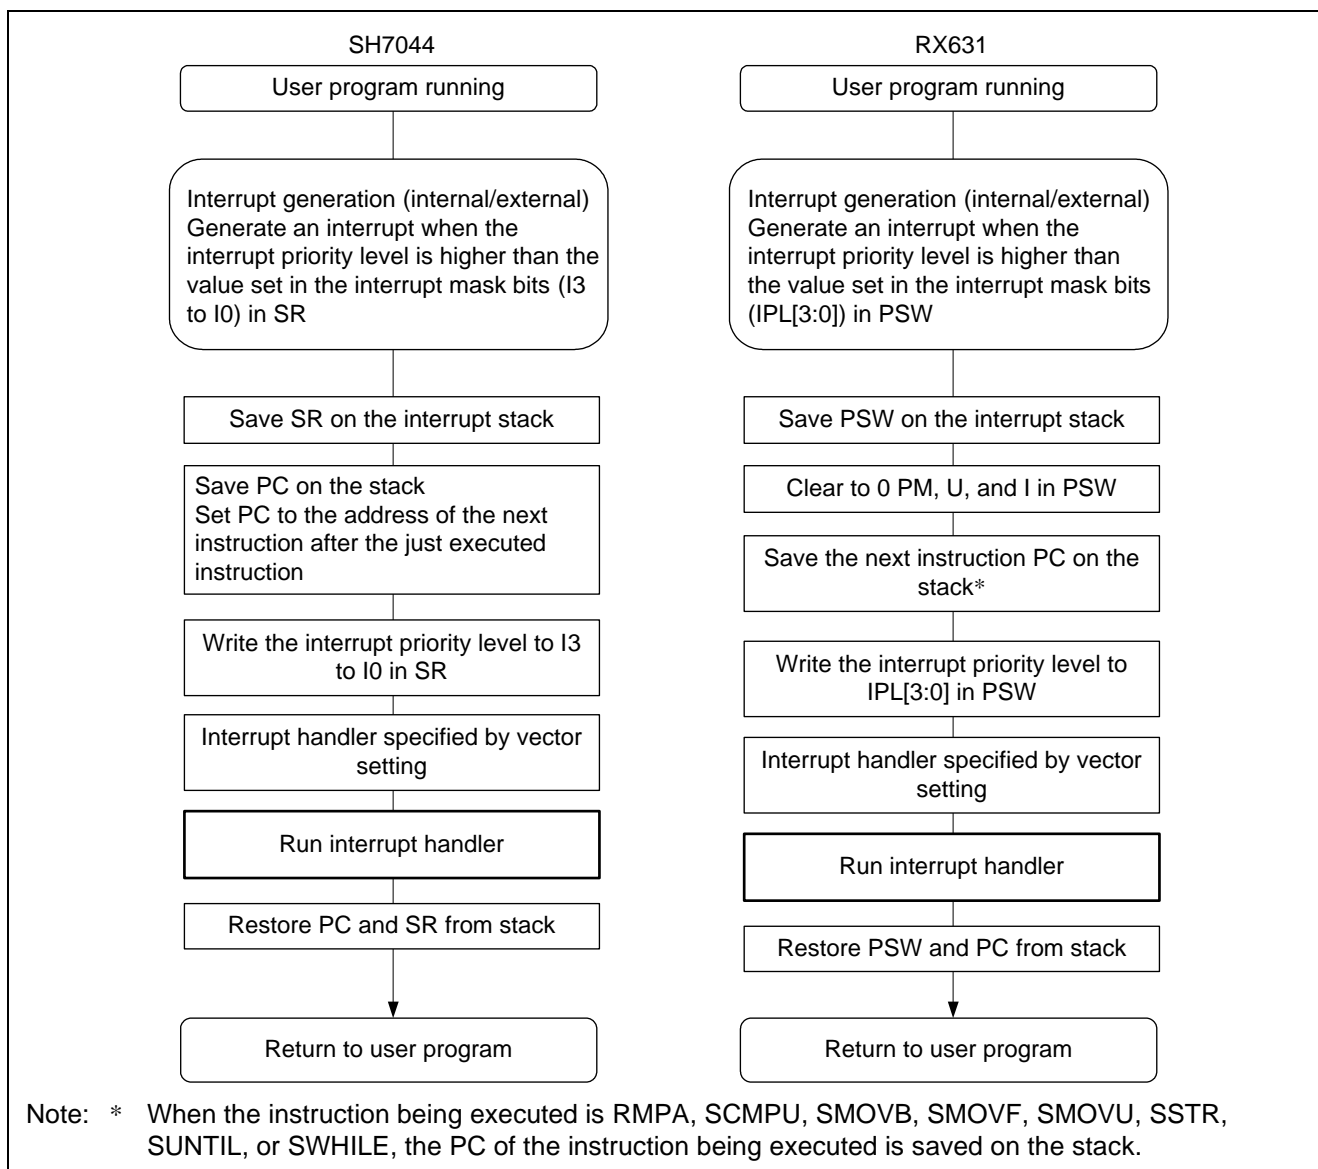 SH7044
User program running
Interrupt generation (internal/external)
Generate an interrupt when the
interrupt priority level is higher than the
value set in the interrupt mask bits (I3
to I0) in SR
Save SR on the interrupt stack
Save PC on the stack
Set PC to the address of the next
instruction after the just executed
instruction
Write the interrupt priority level to I3
to I0 in SR
Interrupt handler specified by vector
setting
Run interrupt handler
Restore PC and SR from stack
Return to user program
RX631
User program running
Interrupt generation (internal/external)
Generate an interrupt when the
interrupt priority level is higher than
the value set in the interrupt mask bits
(IPL[3:0]) in PSW
Save PSW on the interrupt stack
Clear to 0 PM, U, and I in PSW
Save the next instruction PC on the
stack*
Write the interrupt priority level to
IPL[3:0] in PSW
Interrupt handler specified by vector
setting
Run interrupt handler
Restore PSW and PC from stack
Return to user program
Note: * When the instruction being executed is RMPA, SCMPU, SMOVB, SMOVF, SMOVU, SSTR,
SUNTIL, or SWHILE, the PC of the instruction being executed is saved on the stack.